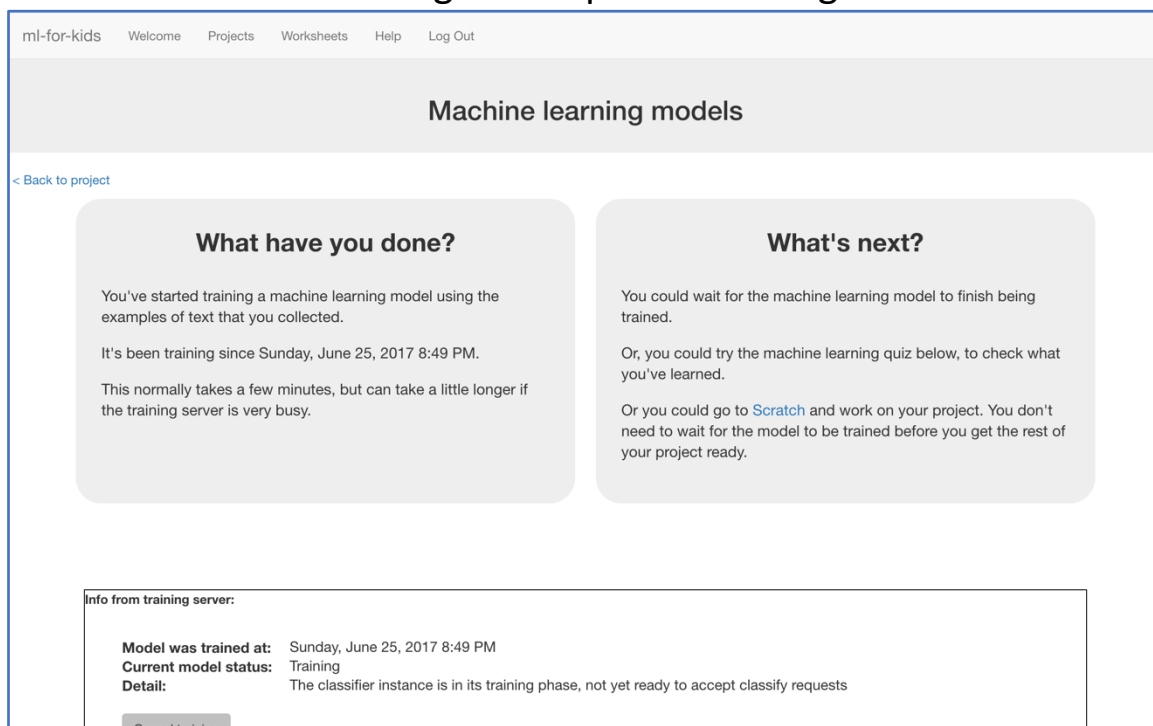 ml-for-kids Welcome Projects Worksheets Help Log Out
Machine learning models
< Back to project
What have you done?
You've started training a machine learning model using the
examples of text that you collected.
It's been training since Sunday, June 25, 2017 8:49 PM.
This normally takes a few minutes, but can take a little longer if
the training server is very busy.
What's next?
You could wait for the machine learning model to finish being
trained.
Or, you could try the machine learning quiz below, to check what
you've learned.
Or you could go to Scratch and work on your project. You don't
need to wait for the model to be trained before you get the rest of
your project ready.
Info from training server:
Model was trained at: Sunday, June 25, 2017 8:49 PM
Current model status: Training
Detail: The classifier instance is in its training phase, not yet ready to accept classify requests